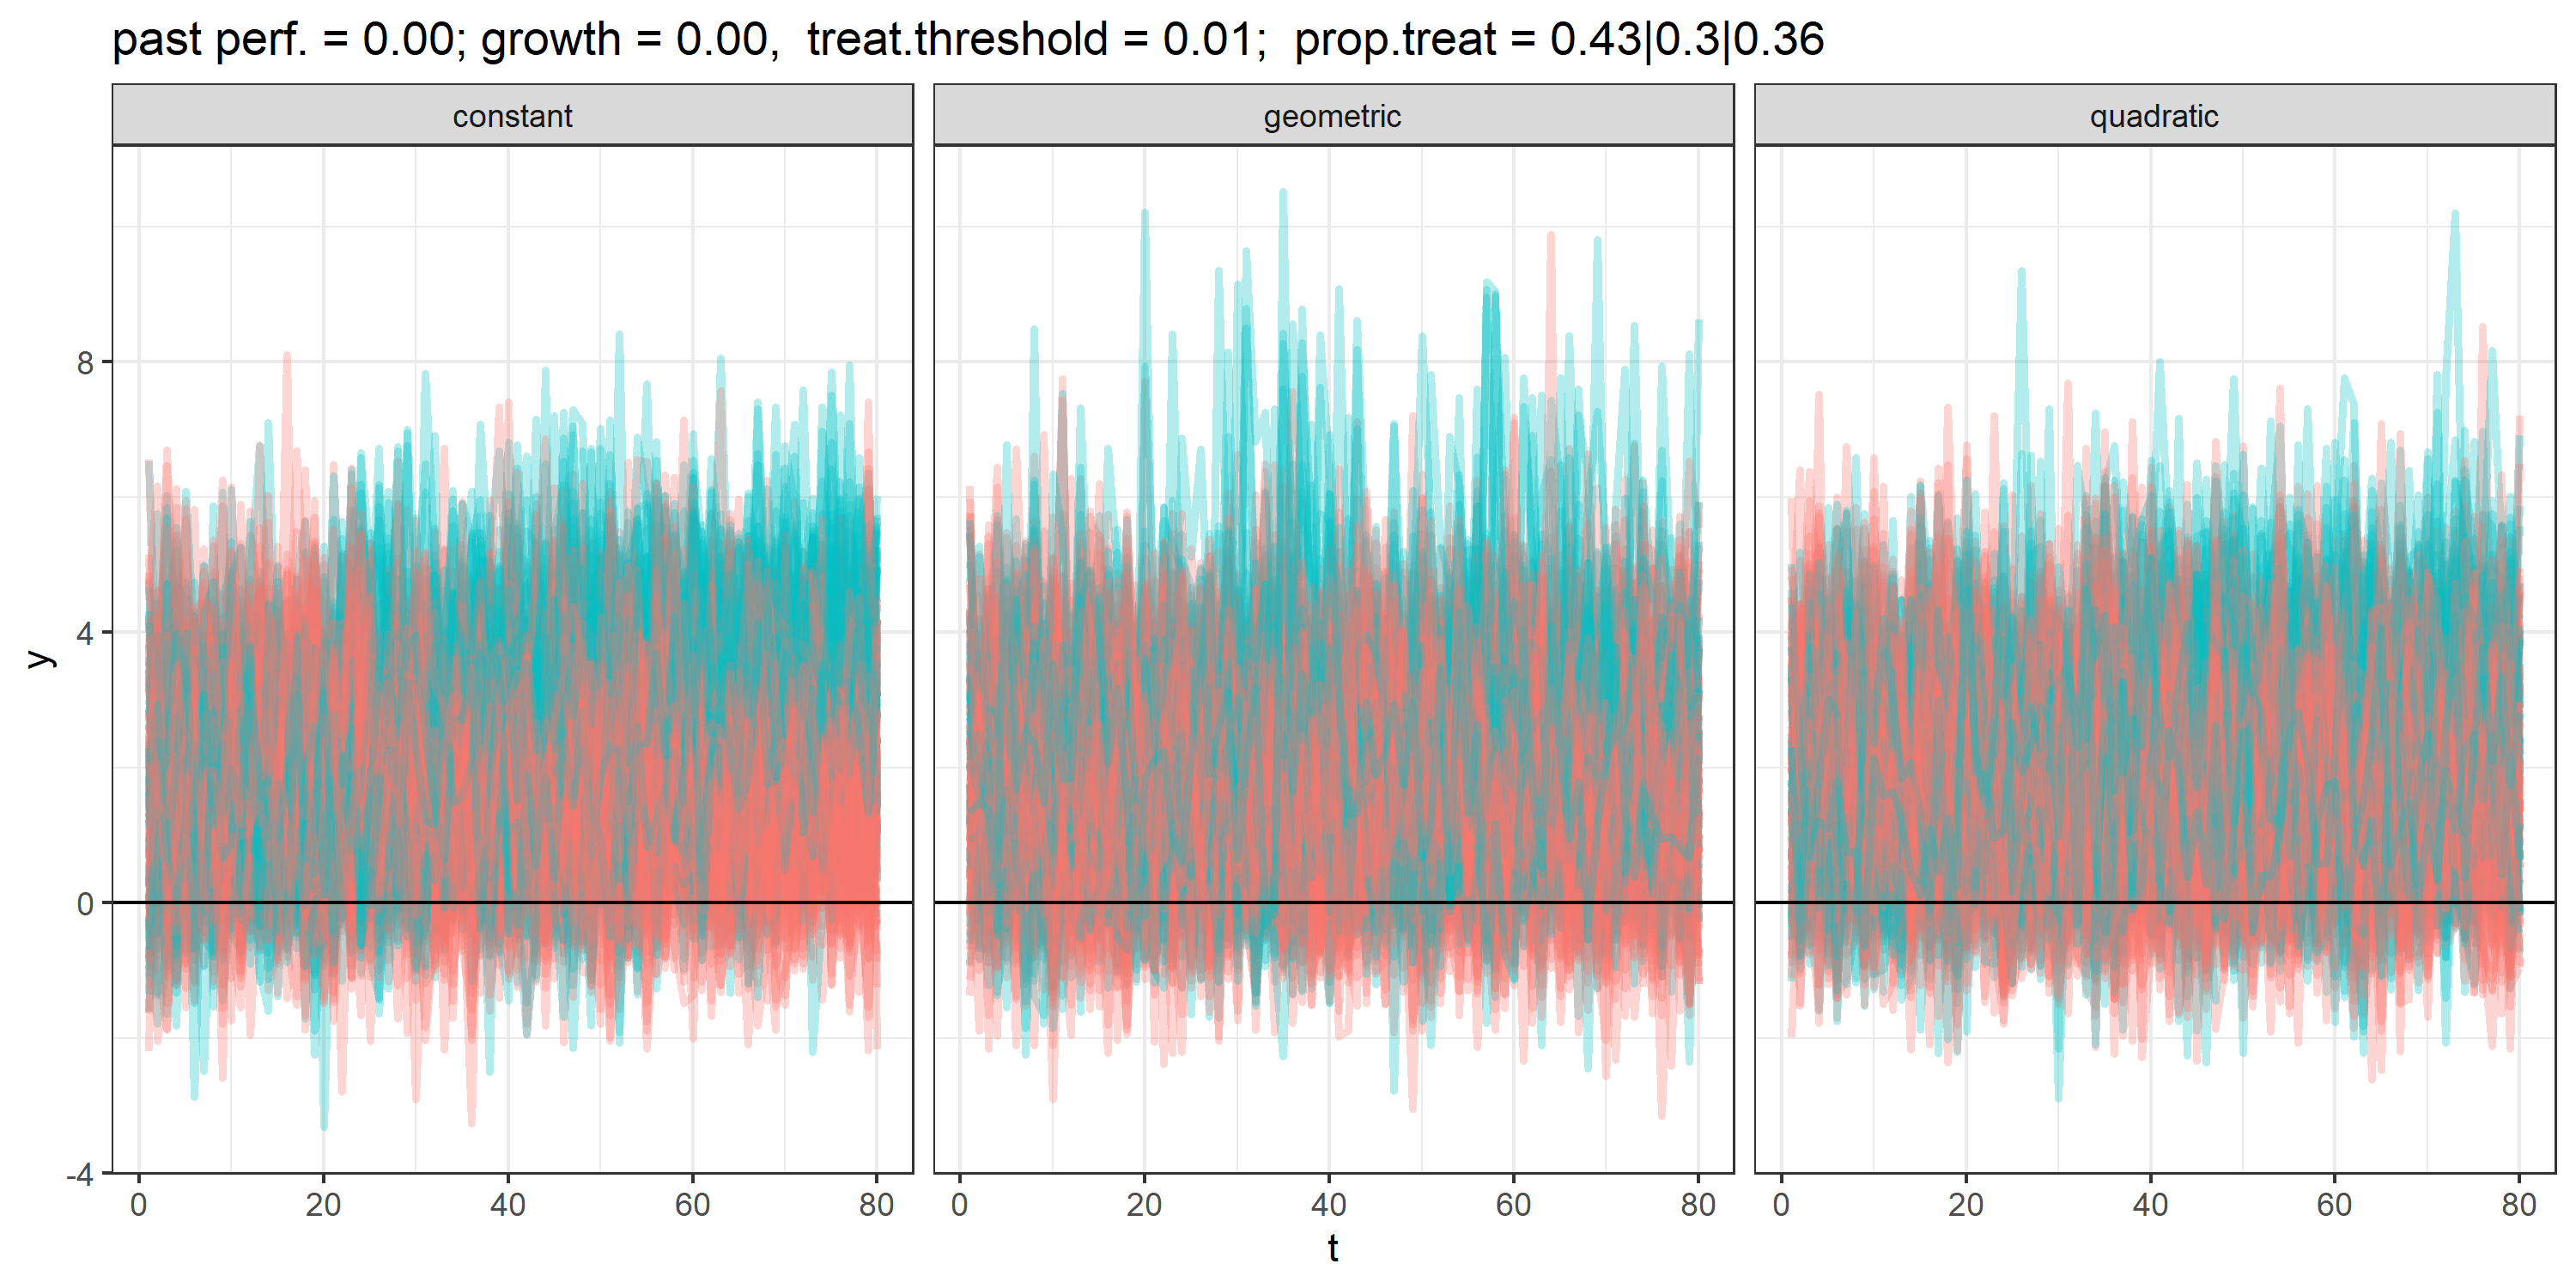 past perf. = 0.00; growth = 0.00,  treat.threshold = 0.01;  prop.treat = 0.43|0.3|0.36
constant geometric quadratic
8
4
y
0
-4
0 20 40 60 80 0 20 40 60 80 0 20 40 60 80
t